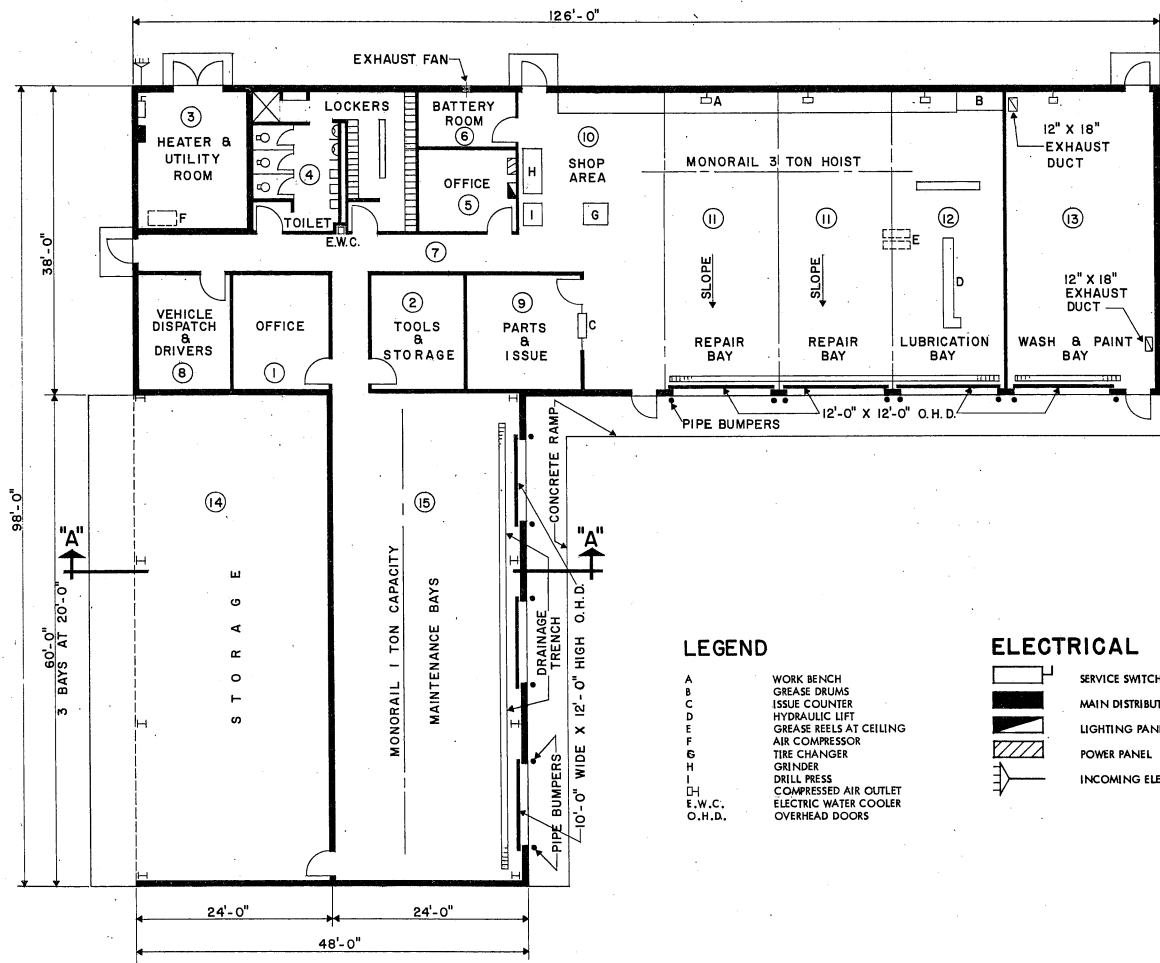 126'-0"
EXHAUST FAN
LOCKERS
BATTERY
ROOM
6
A
B
3
HEATER &
UTILITY
ROOM
F
4
TOILET
E.W.C.
OFFICE
5
10
SHOP
AREA
H
I
G
MONORAIL 3 TON HOIST
12" X 18"
EXHAUST
DUCT
11
11
12
13
E
D
7
38'-0"
SLOPE
SLOPE
12" X 18"
EXHAUST
DUCT
VEHICLE
DISPATCH
&
DRIVERS
8
OFFICE
1
2
TOOLS
&
STORAGE
9
PARTS
&
ISSUE
C
REPAIR
BAY
REPAIR
BAY
LUBRICATION
BAY
WASH & PAINT
BAY
PIPE BUMPERS
12'-0" X 12'-0" O.H.D.
CONCRETE RAMP
98'-0"
60'-0"
3 BAYS AT 20'-0"
14
STORAGE
15
MONORAIL 1 TON CAPACITY
MAINTENANCE BAYS
"A"
"A"
DRAINAGE
TRENCH
10'-0" WIDE X 12'-0" HIGH O.H.D.
PIPE BUMPERS
24'-0"
24'-0"
48'-0"
LEGEND
A WORK BENCH
B GREASE DRUMS
C ISSUE COUNTER
D HYDRAULIC LIFT
E GREASE REELS AT CEILING
F AIR COMPRESSOR
G TIRE CHANGER
H GRINDER
I DRILL PRESS
COMPRESSED AIR OUTLET
E.W.C. ELECTRIC WATER COOLER
O.H.D. OVERHEAD DOORS
ELECTRICAL
SERVICE SWITCH
MAIN DISTRIBUT
LIGHTING PAN
POWER PANEL
INCOMING ELE